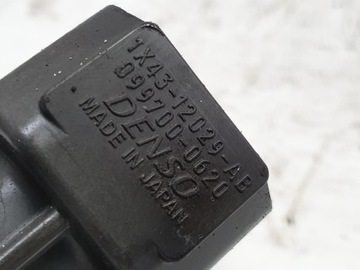 1X43-12029-AB
099700-0620
DENSO
MADE IN JAPAN